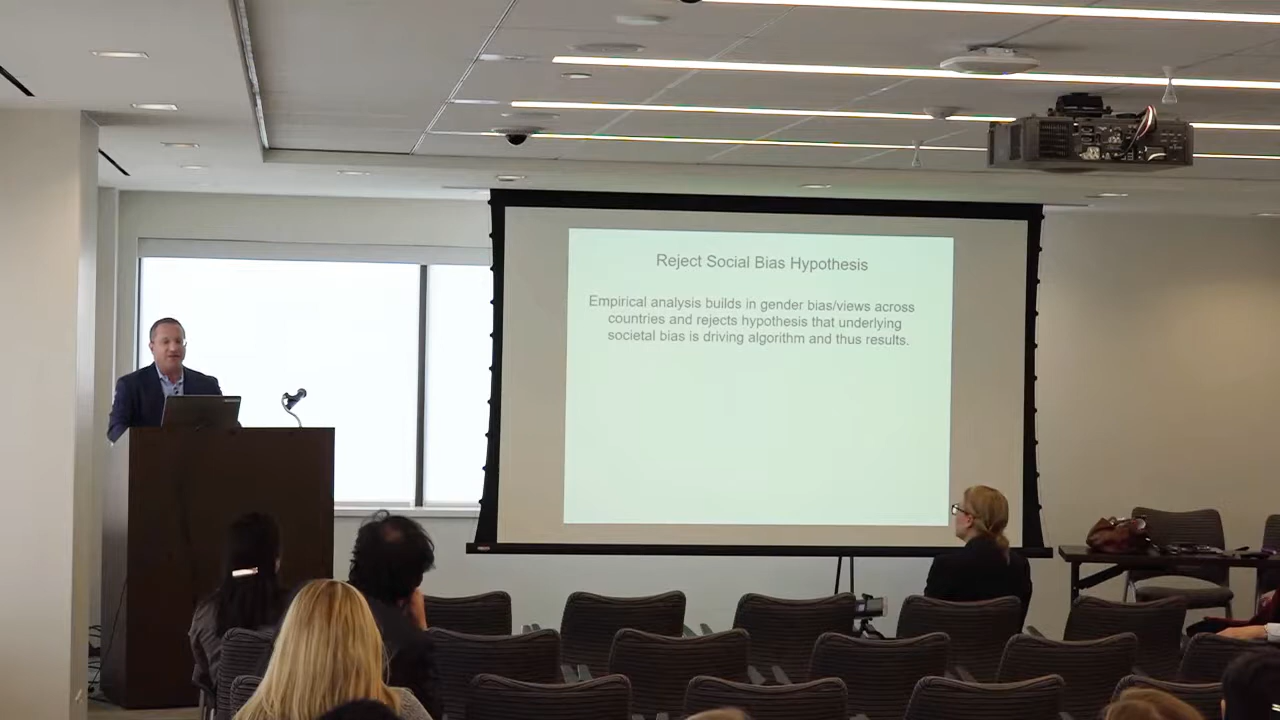 Reject Social Bias Hypothesis
Empirical analysis builds in gender bias/views across
countries and rejects hypothesis that underlying
societal bias is driving algorithm and thus results.